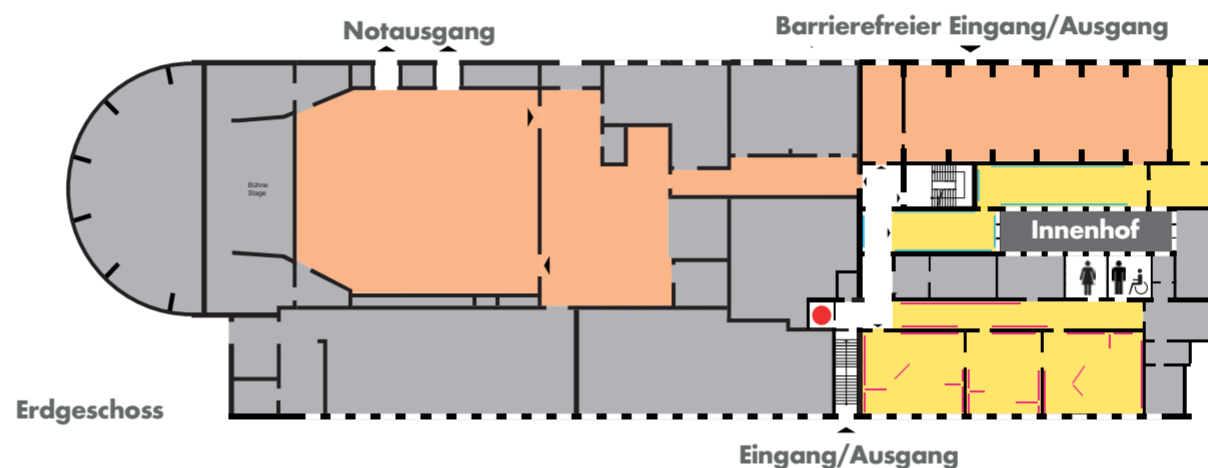 Notausgang
Barrierefreier Eingang/Ausgang
Bühne
Stage
Innenhof
Erdgeschoss
Eingang/Ausgang